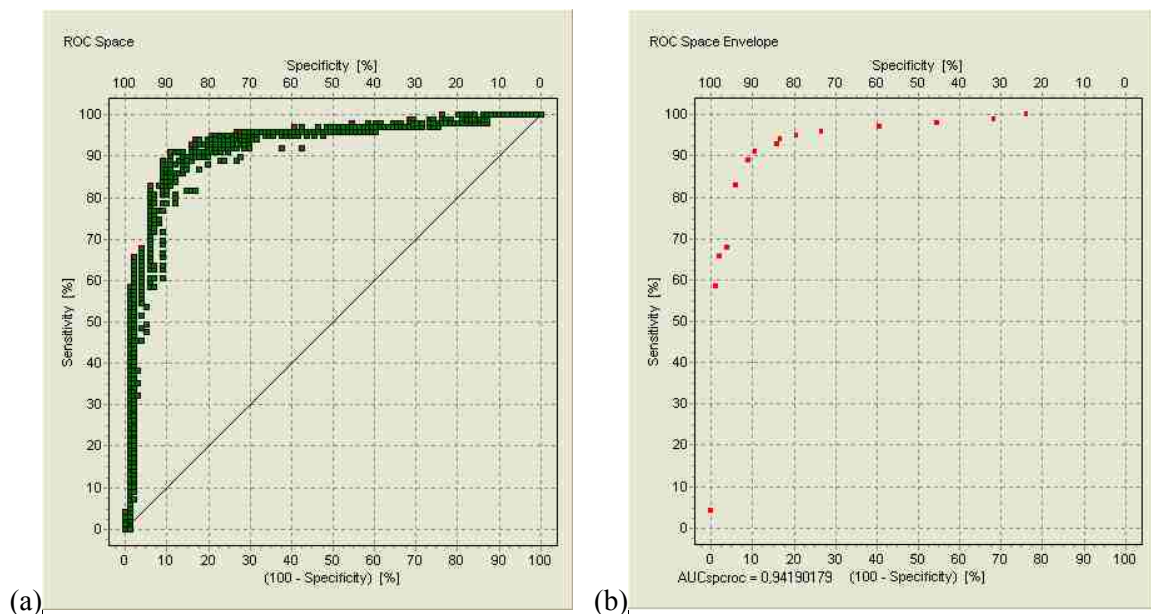 ROC Space
Specificity [%]
100 90 80 70 60 50 40 30 20 10 0
100
90
80
70
60
50
40
30
20
10
0
Sensitivity [%]
0 10 20 30 40 50 60 70 80 90 100
(100 - Specificity) [%]
(a)
ROC Space Envelope
Specificity [%]
100 90 80 70 60 50 40 30 20 10 0
100
90
80
70
60
50
40
30
20
10
0
Sensitivity [%]
0 10 20 30 40 50 60 70 80 90 100
AUCspcroc = 0,94190179 (100 - Specificity) [%]
(b)